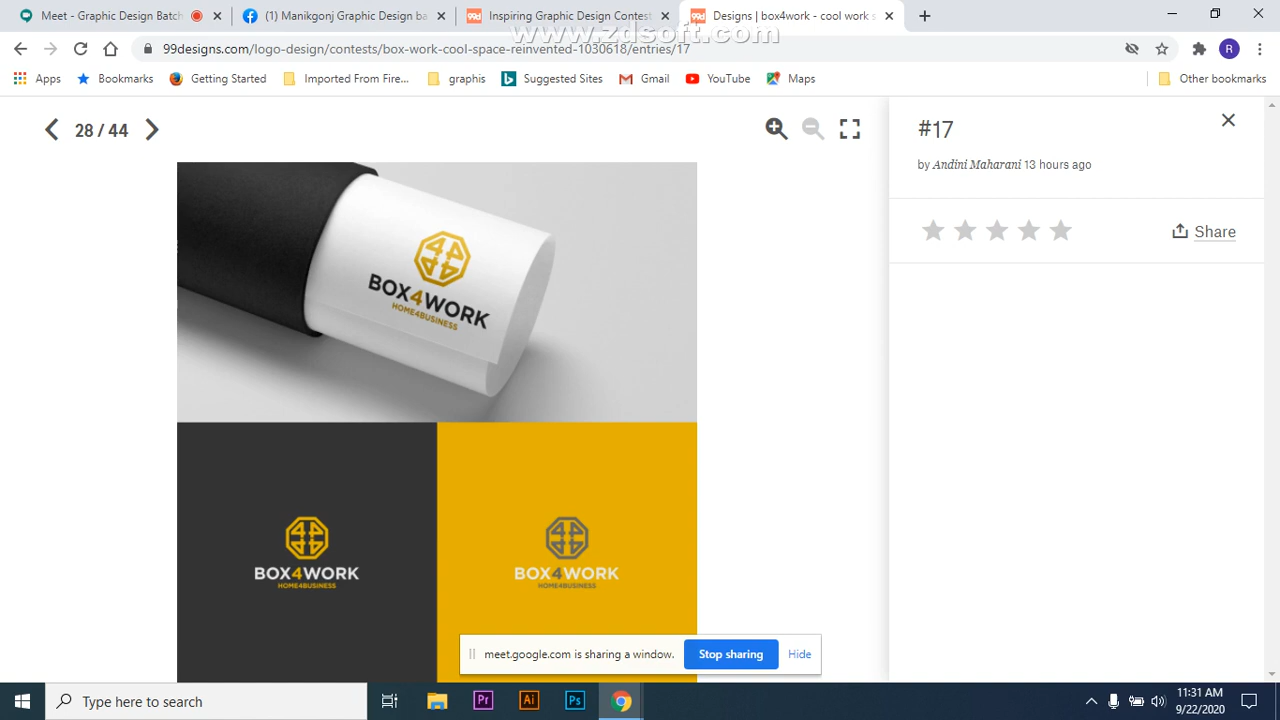 Meet - Graphic Design Batch
(1) Manikgonj Graphic Design b
Inspiring Graphic Design Contest
Designs | box4work - cool work s
www.zdsoft.com
99designs.com/logo-design/contests/box-work-cool-space-reinvented-1030618/entries/17
R
Apps
Bookmarks
Getting Started
Imported From Fire...
graphis
Suggested Sites
Gmail
YouTube
Maps
Other bookmarks
28 / 44
#17
by Andini Maharani 13 hours ago
Share
BOX4WORK
HOME4BUSINESS
BOX4WORK
HOME4BUSINESS
BOX4WORK
HOME4BUSINESS
meet.google.com is sharing a window.
Stop sharing
Hide
Type here to search
Pr
Ai
Ps
11:31 AM
9/22/2020